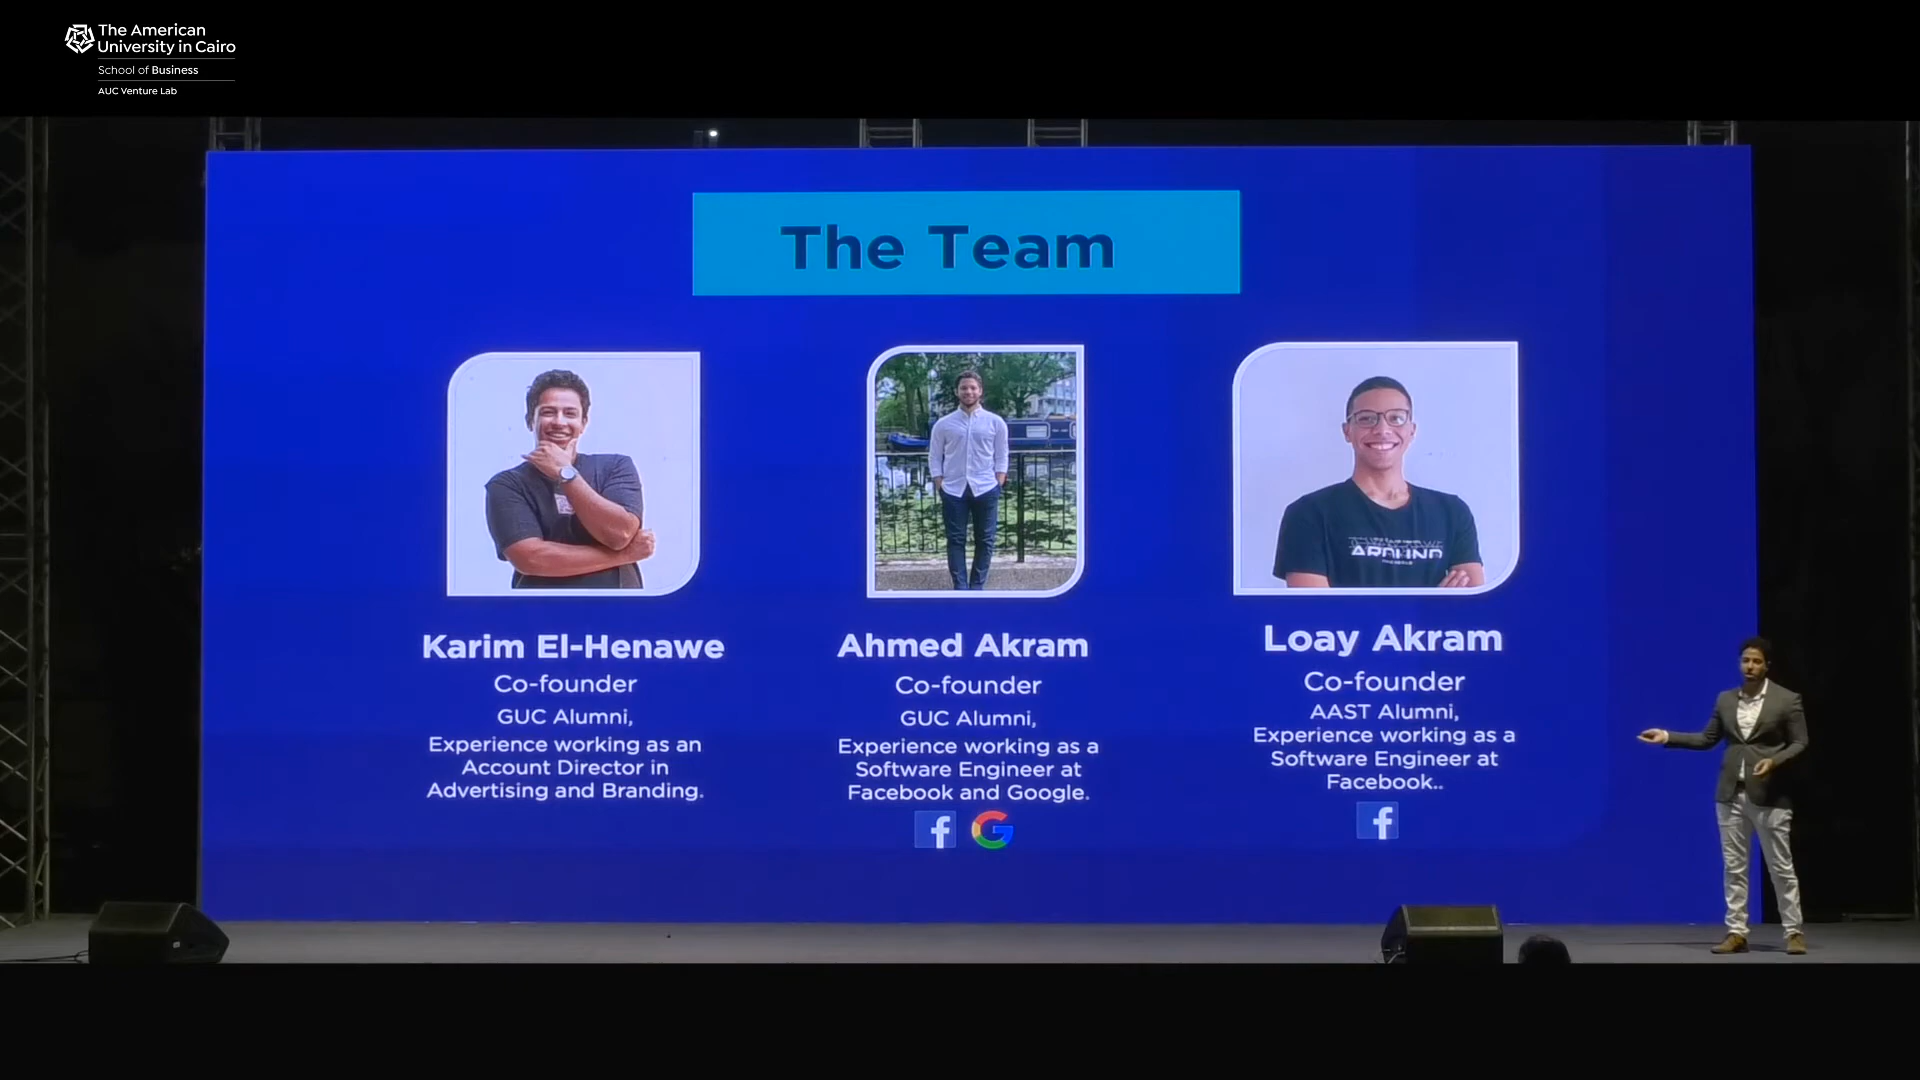 The American
University in Cairo
School of Business
AUC Venture Lab
The Team
Karim El-Henawe
Co-founder
GUC Alumni,
Experience working as an
Account Director in
Advertising and Branding.
Ahmed Akram
Co-founder
GUC Alumni,
Experience working as a
Software Engineer at
Facebook and Google.
Loay Akram
Co-founder
AAST Alumni,
Experience working as a
Software Engineer at
Facebook..